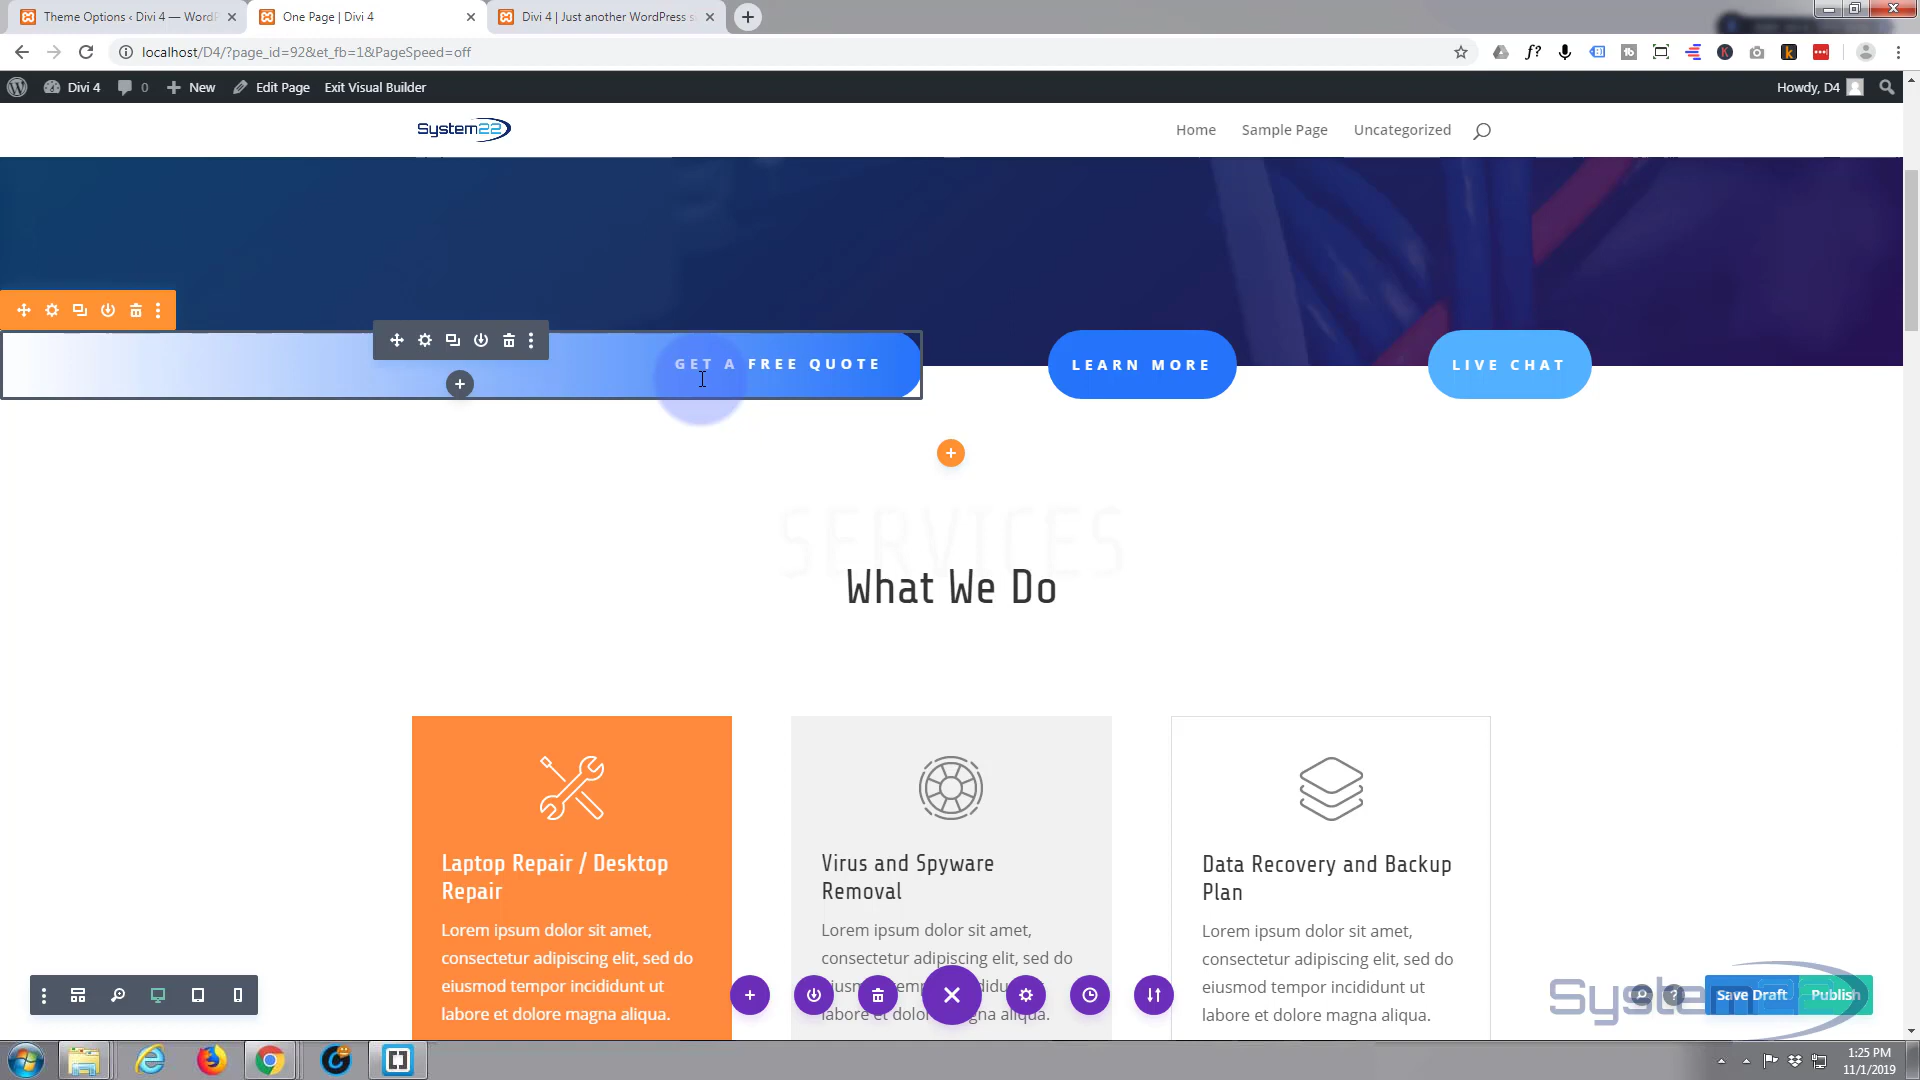 Theme Options ‹ Divi 4 — WordP
One Page | Divi 4
Divi 4 | Just another WordPress s
localhost/D4/?page_id=92&et_fb=1&PageSpeed=off
Divi 4
0
New
Edit Page
Exit Visual Builder
Howdy, D4
System22
Home
Sample Page
Uncategorized
GET A FREE QUOTE
LEARN MORE
LIVE CHAT
SERVICES
What We Do
Laptop Repair / Desktop
Repair
Lorem ipsum dolor sit amet,
consectetur adipiscing elit, sed do
eiusmod tempor incididunt ut
labore et dolore magna aliqua.
Virus and Spyware
Removal
Lorem ipsum dolor sit amet,
consectetur adipiscing elit, sed do
labore et dolore magna aliqua.
Data Recovery and Backup
Plan
Lorem ipsum dolor sit amet,
consectetur adipiscing elit, sed do
eiusmod tempor incididunt ut
labore et dolore magna aliqua.
System22
Save Draft
Publish
1:25 PM
11/1/2019